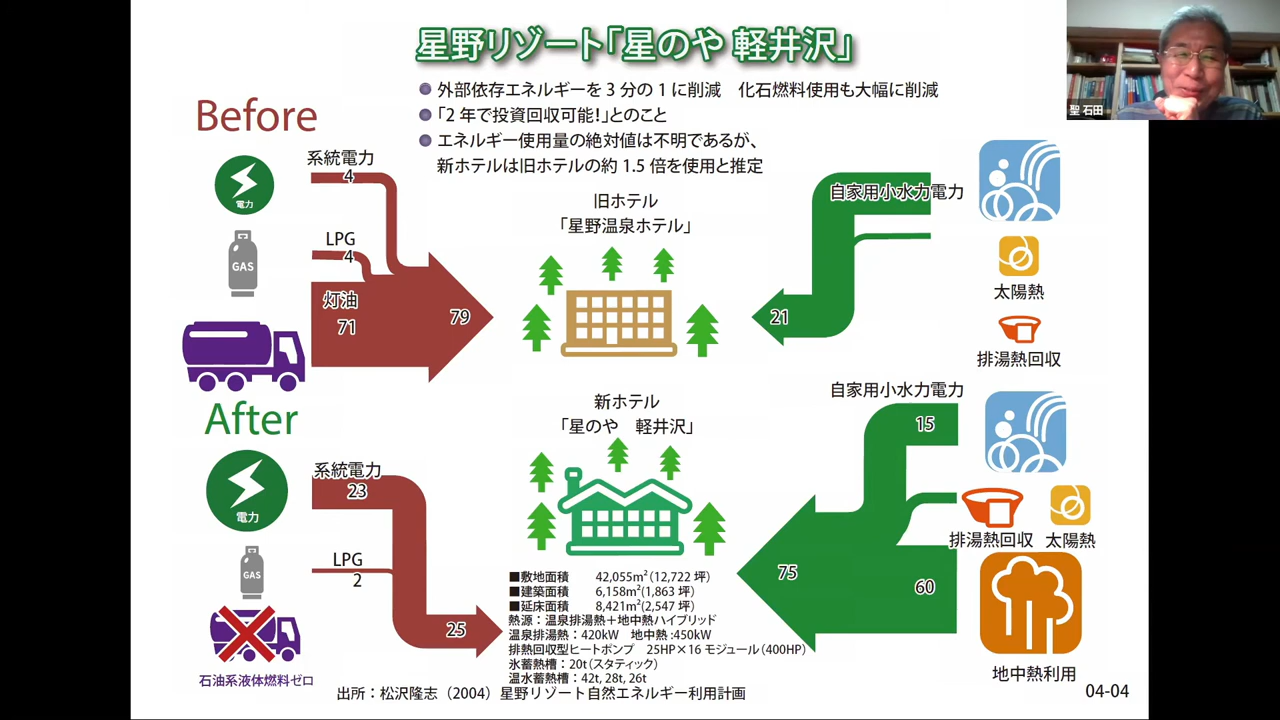 星野リゾート「星のや 軽井沢」
外部依存エネルギーを3分の1に削減　化石燃料使用も大幅に削減
「2年で投資回収可能!」とのこと
エネルギー使用量の絶対値は不明であるが、
新ホテルは旧ホテルの約1.5倍を使用と推定
聖 石田
Before
系統電力
4
電力
LPG
4
GAS
灯油
71
79
旧ホテル
「星野温泉ホテル」
自家用小水力電力
21
太陽熱
排湯熱回収
After
系統電力
23
電力
LPG
2
GAS
25
石油系液体燃料ゼロ
新ホテル
「星のや　軽井沢」
自家用小水力電力
15
排湯熱回収
太陽熱
75
60
地中熱利用
■敷地面積　42,055m²(12,722坪)
■建築面積　6,158m²(1,863坪)
■延床面積　8,421m²(2,547坪)
熱源：温泉排湯熱＋地中熱ハイブリッド
温泉排湯熱：420kW　地中熱:450kW
排熱回収型ヒートポンプ　25HP×16モジュール(400HP)
氷蓄熱槽：20t(スタティック)
温水蓄熱槽：42t, 28t, 26t
出所：松沢隆志（2004）星野リゾート自然エネルギー利用計画
04-04